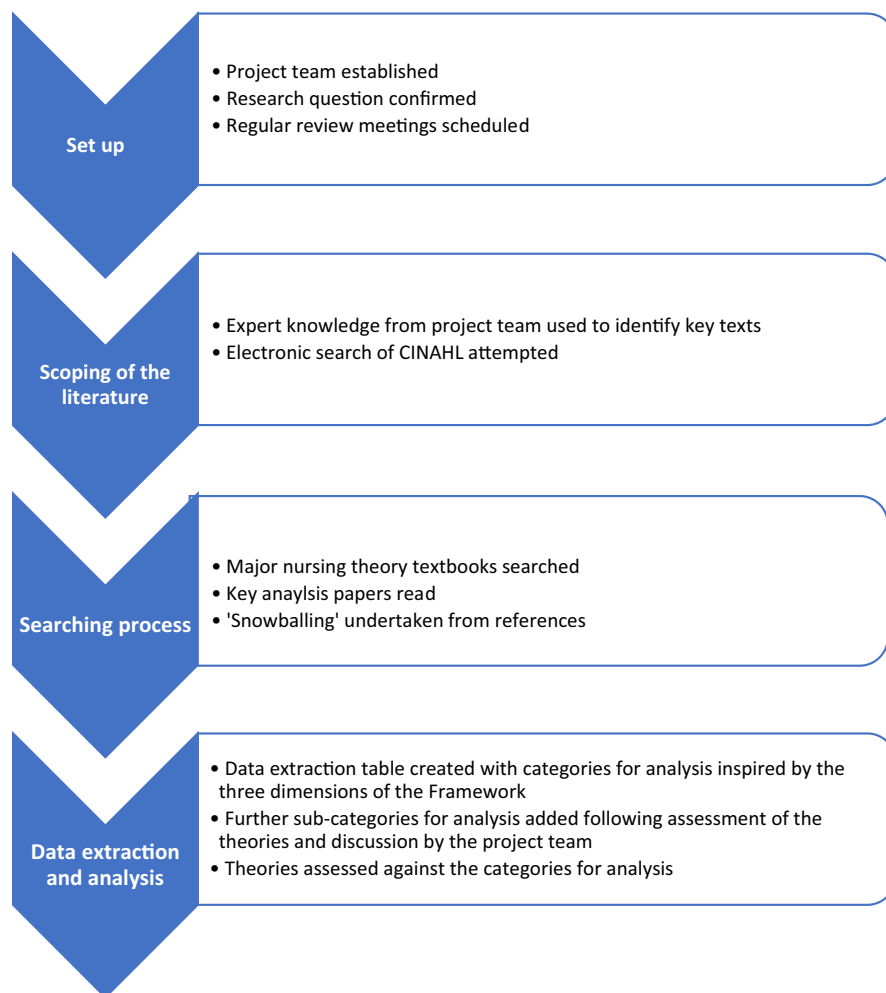 Set up
• Project team established
• Research question confirmed
• Regular review meetings scheduled
Scoping of the
literature
• Expert knowledge from project team used to identify key texts
• Electronic search of CINAHL attempted
Searching process
• Major nursing theory textbooks searched
• Key anaylsis papers read
• 'Snowballing' undertaken from references
Data extraction
and analysis
• Data extraction table created with categories for analysis inspired by the
three dimensions of the Framework
• Further sub-categories for analysis added following assessment of the
theories and discussion by the project team
• Theories assessed against the categories for analysis